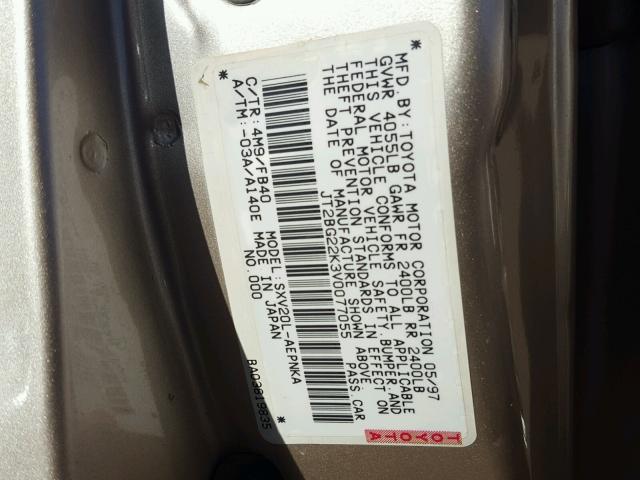 * MFD. BY: TOYOTA MOTOR CORPORATION 05/97
GVWR 4055LB GAWR FR 2400LB RR 2400LB
THIS VEHICLE CONFORMS TO ALL APPLICABLE
FEDERAL MOTOR VEHICLE SAFETY, BUMPER AND
THEFT PREVENTION STANDARDS IN EFFECT ON
THE DATE OF MANUFACTURE SHOWN ABOVE.
JT2BG22K3V0077055 PASS.CAR
* C/TR: 4M9/FB40 MODEL: SXV20L-AEPNKA *
A/TM: -03A/A140E MADE IN JAPAN
NO.000
BA03819835
TOYOTA